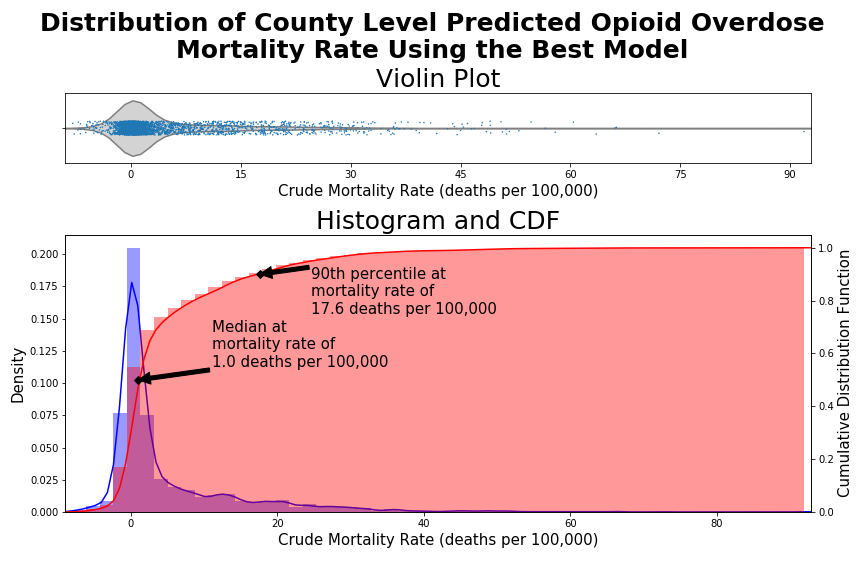 Distribution of County Level Predicted Opioid Overdose
Mortality Rate Using the Best Model
Violin Plot
0 15 30 45 60 75 90
Crude Mortality Rate (deaths per 100,000)
Histogram and CDF
0.200
0.175
0.150
0.125
0.100
0.075
0.050
0.025
0.000
Density
90th percentile at
mortality rate of
17.6 deaths per 100,000
Median at
mortality rate of
1.0 deaths per 100,000
1.0
0.8
0.6
0.4
0.2
0.0
Cumulative Distribution Function
0 20 40 60 80
Crude Mortality Rate (deaths per 100,000)